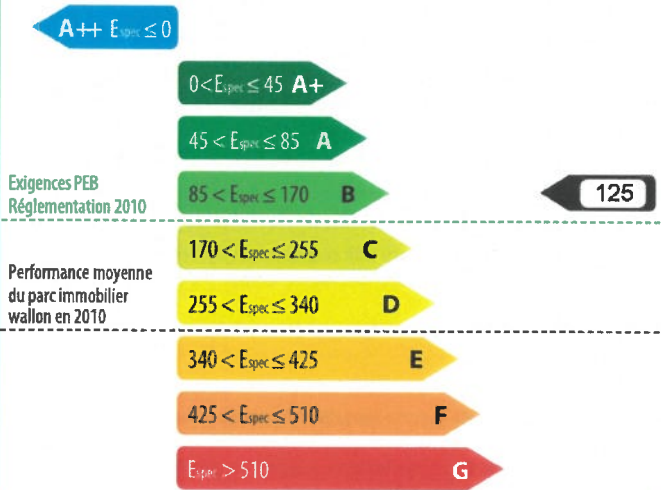 A++ Espec ≤ 0
0 < Espec ≤ 45 A+
45 < Espec ≤ 85 A
Exigences PEB
Réglementation 2010
85 < Espec ≤ 170 B
125
170 < Espec ≤ 255 C
Performance moyenne
du parc immobilier
wallon en 2010
255 < Espec ≤ 340 D
340 < Espec ≤ 425 E
425 < Espec ≤ 510 F
Espec > 510 G